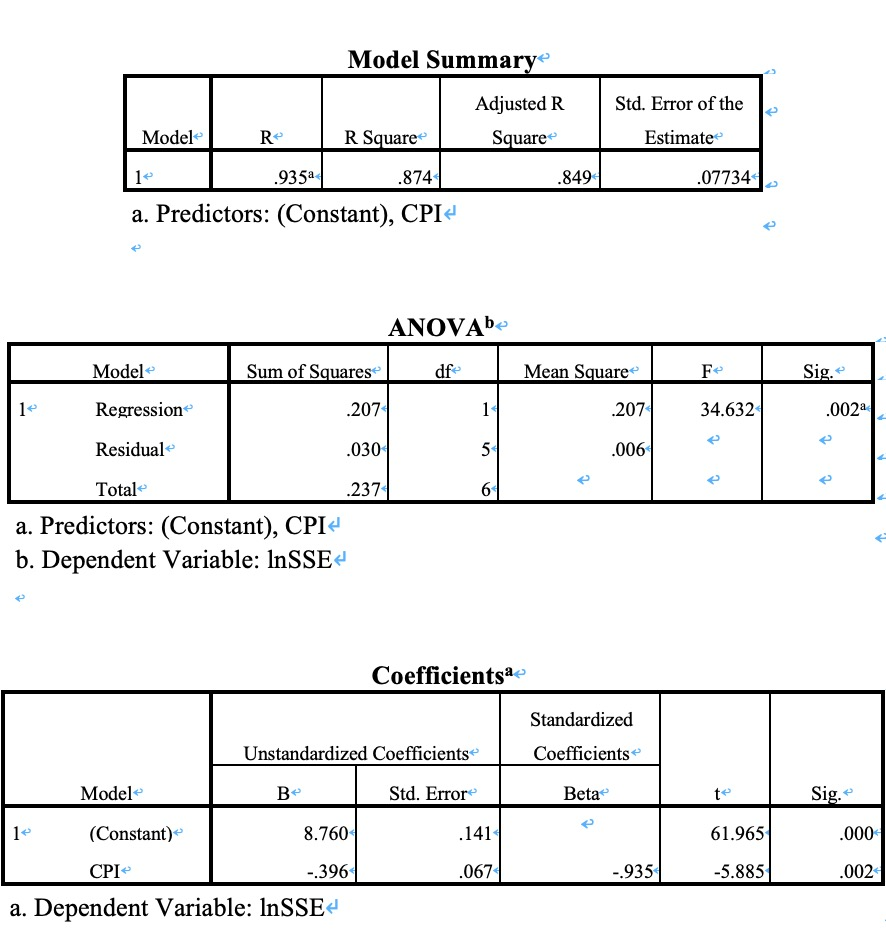 Model Summary
Model R R Square Adjusted R Square Std. Error of the Estimate
1 .935a .874 .849 .07734
a. Predictors: (Constant), CPI
ANOVAb
Model Sum of Squares df Mean Square F Sig.
1 Regression .207 1 .207 34.632 .002a
Residual .030 5 .006
Total .237 6
a. Predictors: (Constant), CPI
b. Dependent Variable: lnSSE
Coefficientsa
Model Unstandardized Coefficients Standardized Coefficients t Sig.
B Std. Error Beta
1 (Constant) 8.760 .141 61.965 .000
CPI -.396 .067 -.935 -5.885 .002
a. Dependent Variable: lnSSE